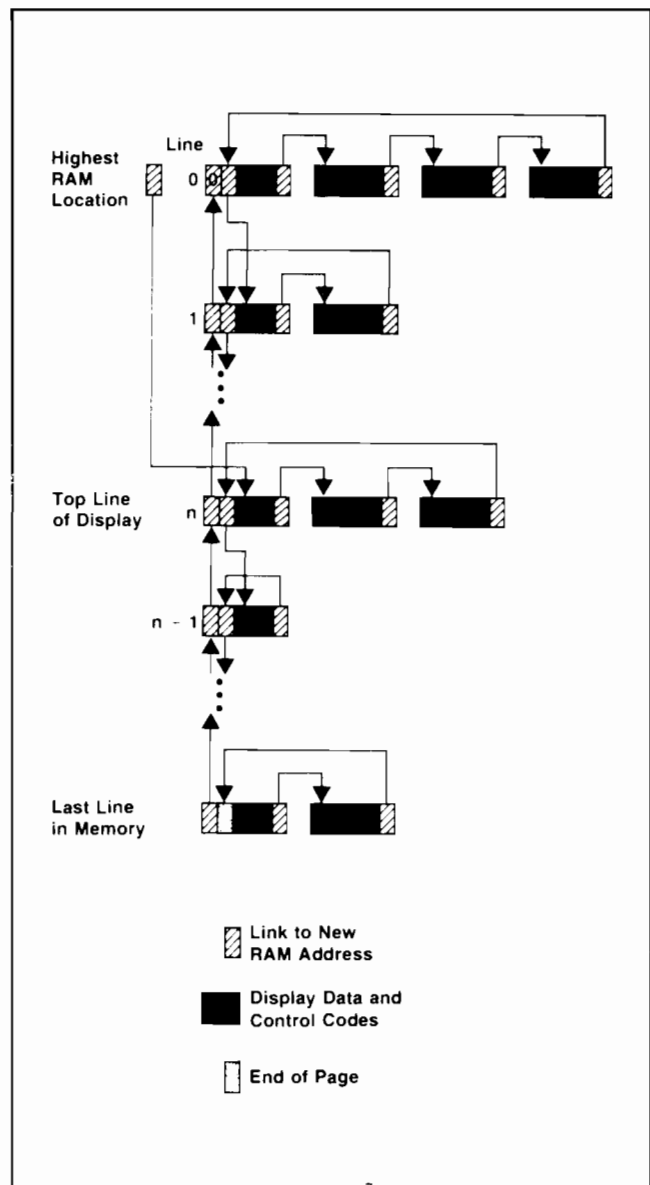 Line
Highest
RAM
Location
0 0
1
Top Line
of Display
n
n - 1
Last Line
in Memory
Link to New
RAM Address
Display Data and
Control Codes
End of Page